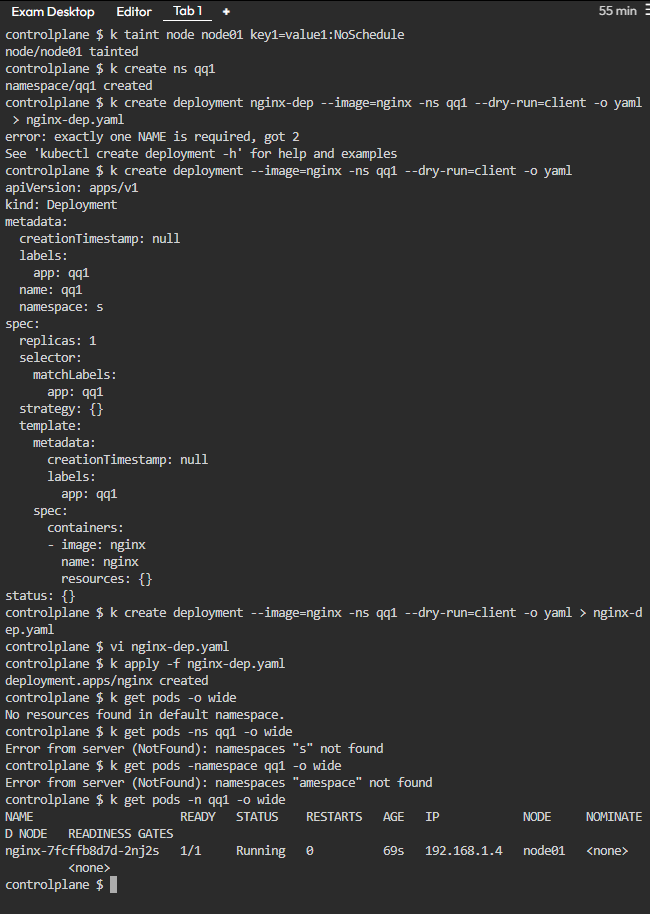 Exam Desktop Editor Tab 1 + 55 min
controlplane $ k taint node node01 key1=value1:NoSchedule
node/node01 tainted
controlplane $ k create ns qq1
namespace/qq1 created
controlplane $ k create deployment nginx-dep --image=nginx -ns qq1 --dry-run=client -o yaml
 > nginx-dep.yaml
error: exactly one NAME is required, got 2
See 'kubectl create deployment -h' for help and examples
controlplane $ k create deployment --image=nginx -ns qq1 --dry-run=client -o yaml
apiVersion: apps/v1
kind: Deployment
metadata:
  creationTimestamp: null
  labels:
    app: qq1
  name: qq1
  namespace: s
spec:
  replicas: 1
  selector:
    matchLabels:
      app: qq1
  strategy: {}
  template:
    metadata:
      creationTimestamp: null
      labels:
        app: qq1
    spec:
      containers:
      - image: nginx
        name: nginx
        resources: {}
status: {}
controlplane $ k create deployment --image=nginx -ns qq1 --dry-run=client -o yaml > nginx-d
ep.yaml
controlplane $ vi nginx-dep.yaml
controlplane $ k apply -f nginx-dep.yaml
deployment.apps/nginx created
controlplane $ k get pods -o wide
No resources found in default namespace.
controlplane $ k get pods -ns qq1 -o wide
Error from server (NotFound): namespaces "s" not found
controlplane $ k get pods -namespace qq1 -o wide
Error from server (NotFound): namespaces "amespace" not found
controlplane $ k get pods -n qq1 -o wide
NAME                     READY   STATUS    RESTARTS   AGE   IP            NODE     NOMINATE
D NODE   READINESS GATES
nginx-7fcffb8d7d-2nj2s   1/1     Running   0          69s   192.168.1.4   node01   <none>
         <none>
controlplane $